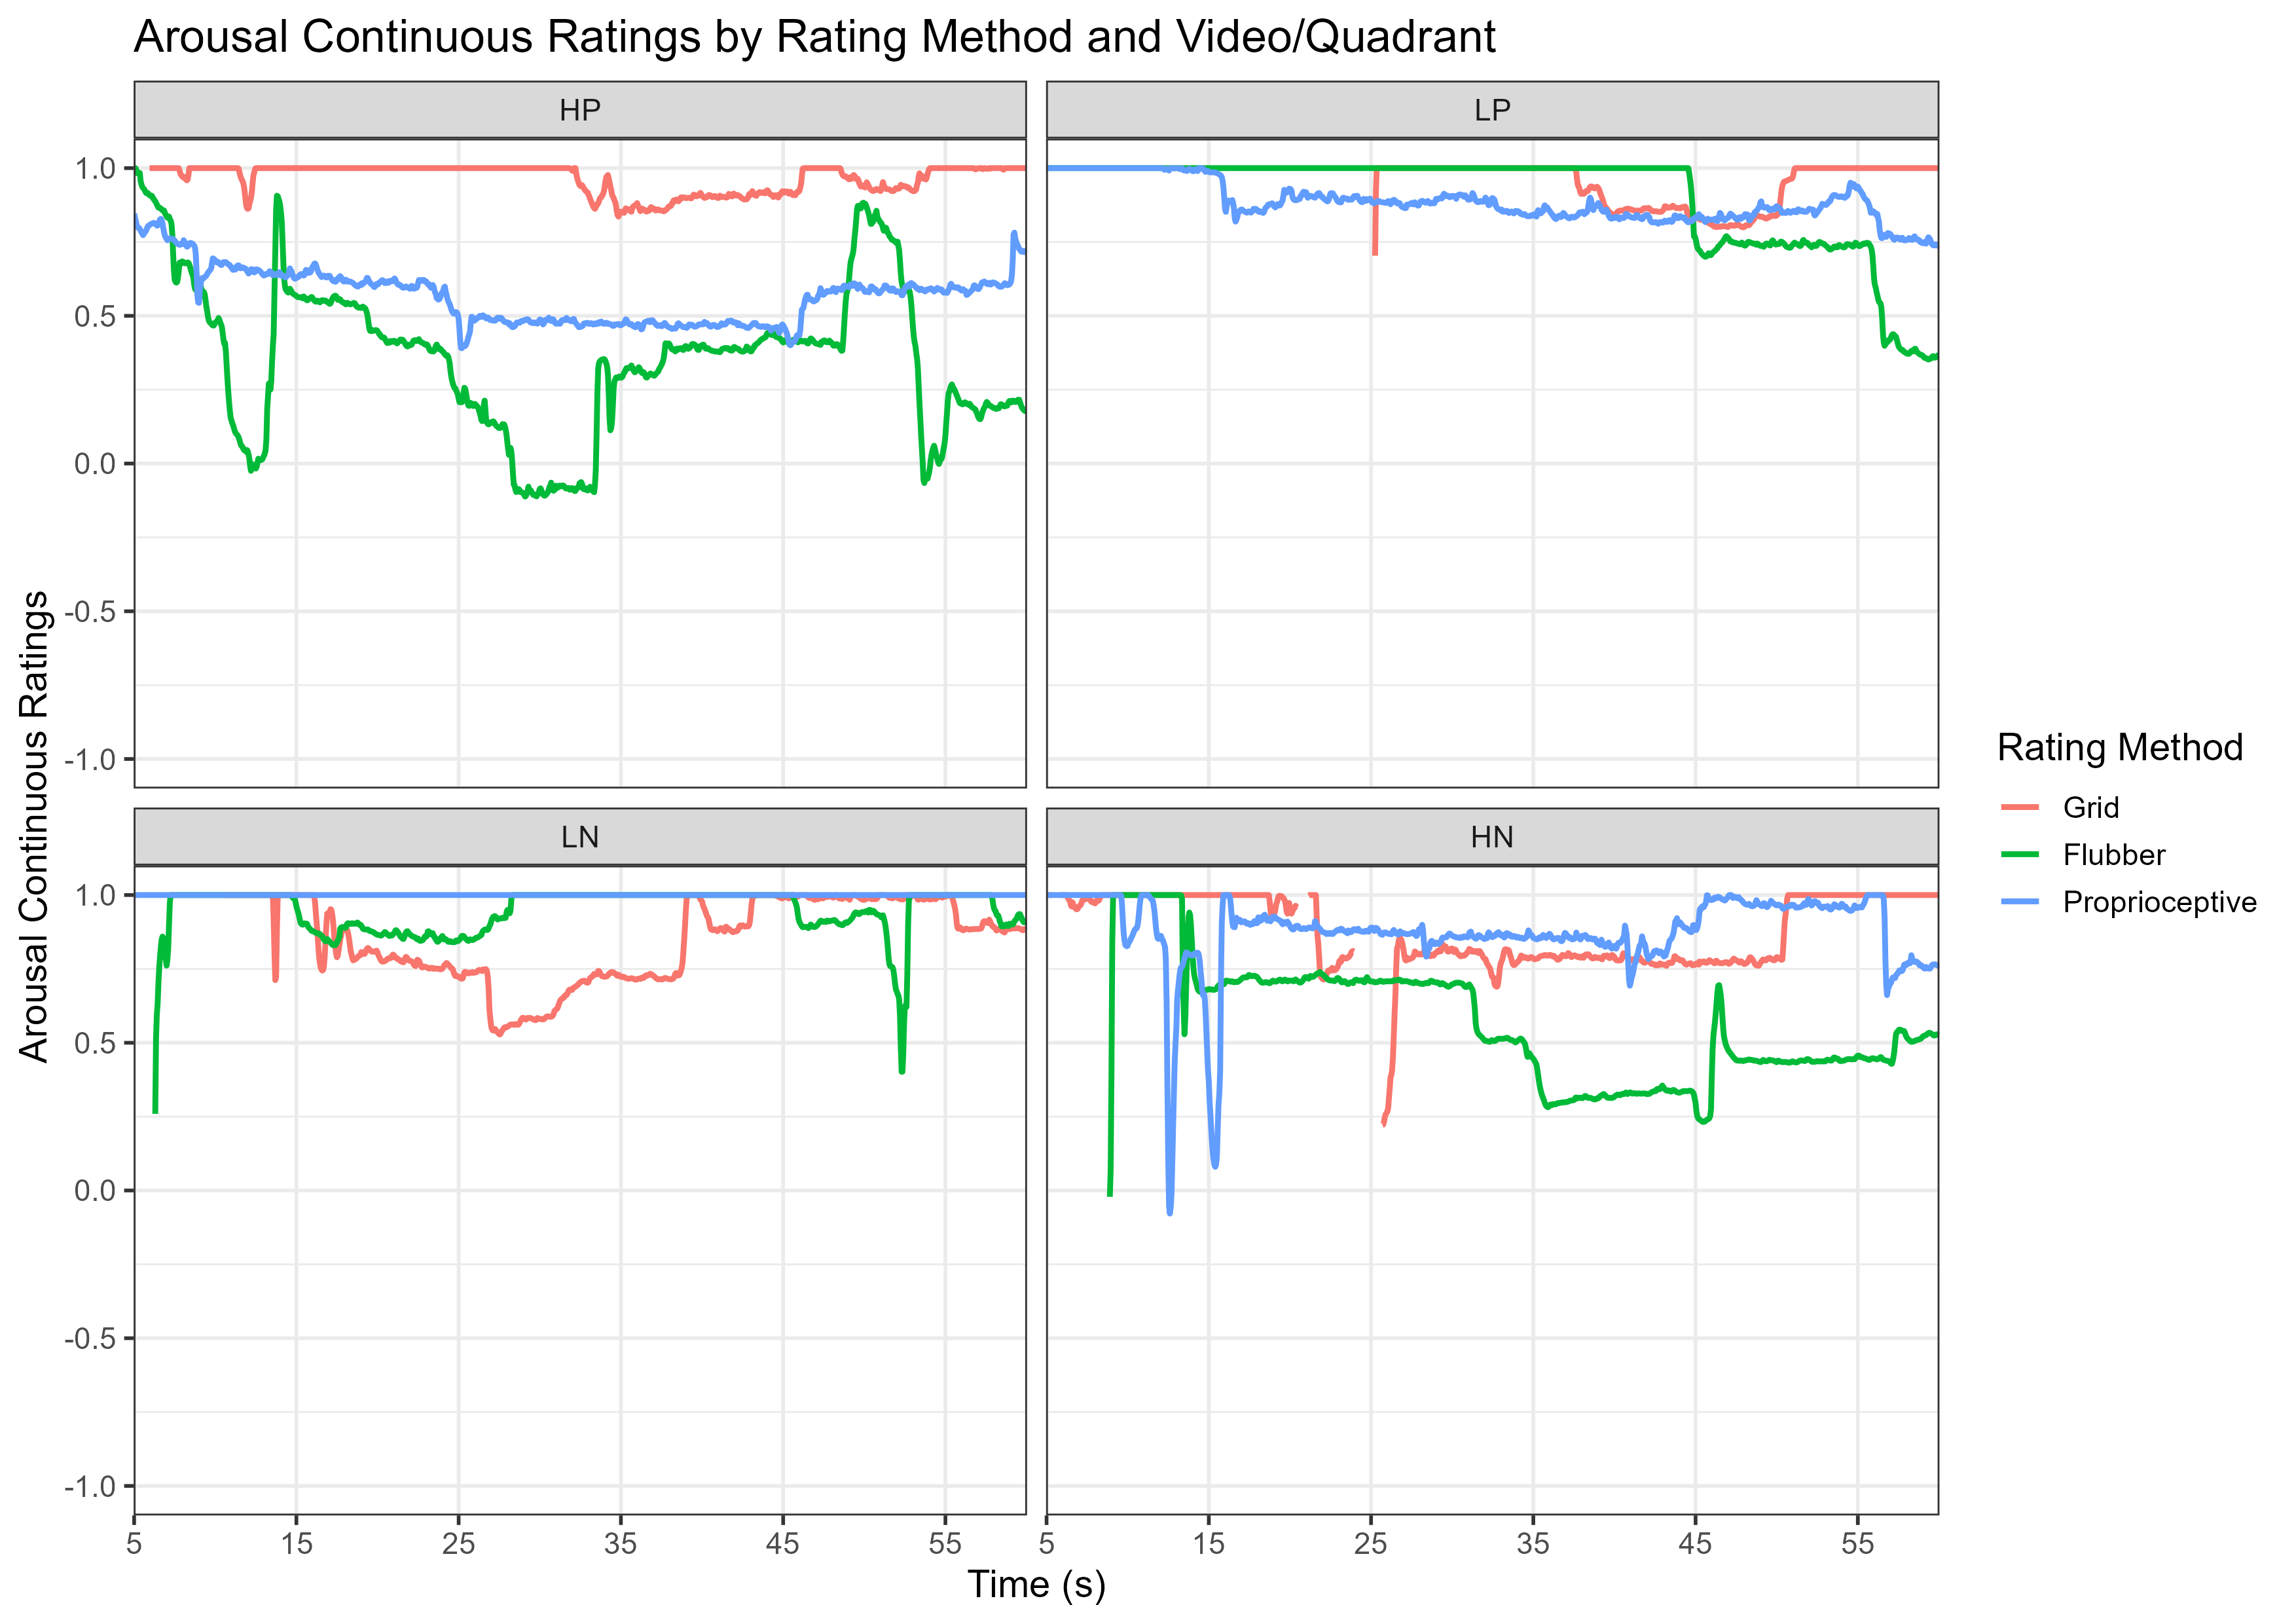 Arousal Continuous Ratings by Rating Method and Video/Quadrant
HP
LP
1.0
0.5
0.0
-0.5
-1.0
LN
HN
1.0
0.5
0.0
-0.5
-1.0
5 15 25 35 45 55
5 15 25 35 45 55
Time (s)
Arousal Continuous Ratings
Rating Method
Grid
Flubber
Proprioceptive